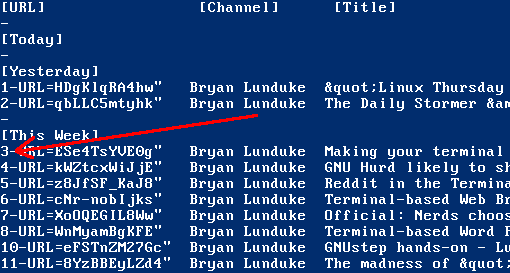 [URL] [Channel] [Title]
-
[Today]
-
[Yesterday]
1-URL=HDgKlqRA4hw" Bryan Lunduke &quot;Linux Thursday
2-URL=qbLLC5mtyhk" Bryan Lunduke The Daily Stormer &am
-
[This Week]
3-URL=ESe4TsYUE0g" Bryan Lunduke Making your terminal
4-URL=kWZtcxWiJjE" Bryan Lunduke GNU Hurd likely to sh
5-URL=z8JfSF_KaJ8" Bryan Lunduke Reddit in the Termina
6-URL=cNr-nobIjks" Bryan Lunduke Terminal-based Web Br
7-URL=XoOQEGIL8Ww" Bryan Lunduke Official: Nerds choos
8-URL=WnMyamBgKFE" Bryan Lunduke Terminal-based Word P
10-URL=eFSTnZM27Gc" Bryan Lunduke GNUstep hands-on - Lu
11-URL=8YzBBEyLZd4" Bryan Lunduke The madness of &quot;